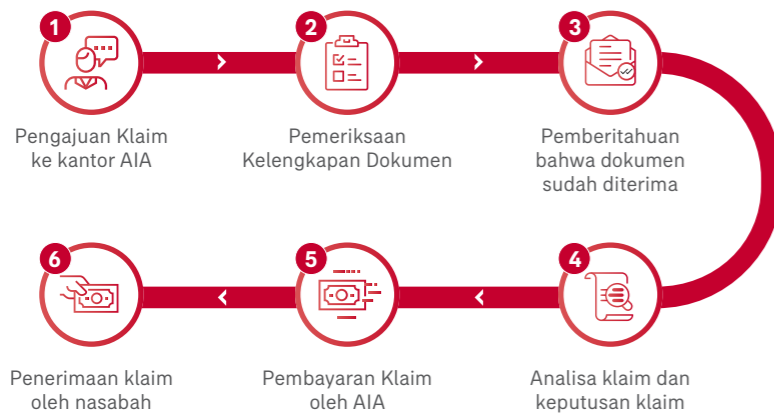 1
Pengajuan Klaim
ke kantor AIA
2
Pemeriksaan
Kelengkapan Dokumen
3
Pemberitahuan
bahwa dokumen
sudah diterima
4
Analisa klaim dan
keputusan klaim
5
Pembayaran Klaim
oleh AIA
6
Penerimaan klaim
oleh nasabah